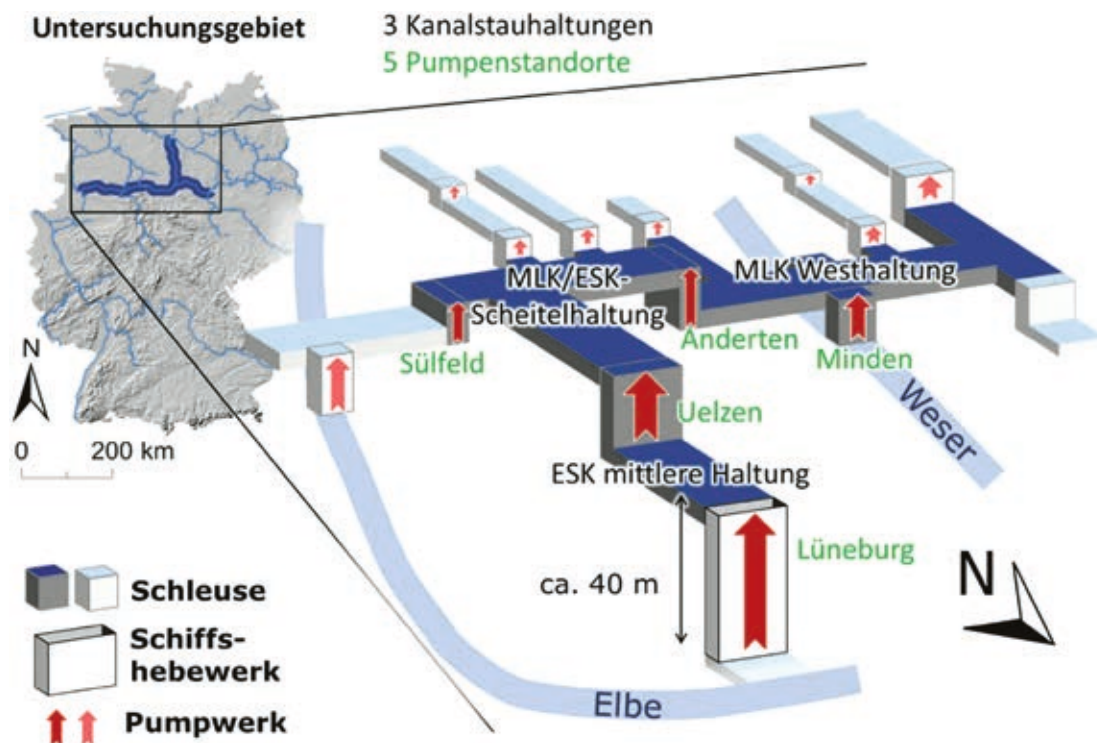 Untersuchungsgebiet
3 Kanalstauhaltungen
5 Pumpenstandorte
MLK/ESK-
Scheitelhaltung
MLK Westhaltung
Sülfeld
Anderten
Minden
Uelzen
Weser
ESK mittlere Haltung
Lüneburg
ca. 40 m
N
0 200 km
N
Schleuse
Schiffs-
hebewerk
Pumpwerk
Elbe